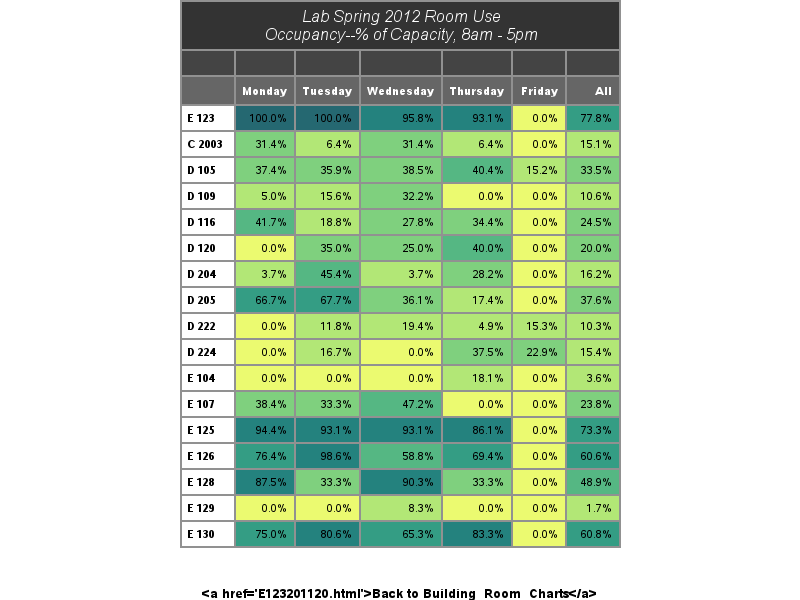 Lab Spring 2012 Room Use
Occupancy--% of Capacity, 8am - 5pm
Monday Tuesday Wednesday Thursday Friday All
E 123 100.0% 100.0% 95.8% 93.1% 0.0% 77.8%
C 2003 31.4% 6.4% 31.4% 6.4% 0.0% 15.1%
D 105 37.4% 35.9% 38.5% 40.4% 15.2% 33.5%
D 109 5.0% 15.6% 32.2% 0.0% 0.0% 10.6%
D 116 41.7% 18.8% 27.8% 34.4% 0.0% 24.5%
D 120 0.0% 35.0% 25.0% 40.0% 0.0% 20.0%
D 204 3.7% 45.4% 3.7% 28.2% 0.0% 16.2%
D 205 66.7% 67.7% 36.1% 17.4% 0.0% 37.6%
D 222 0.0% 11.8% 19.4% 4.9% 15.3% 10.3%
D 224 0.0% 16.7% 0.0% 37.5% 22.9% 15.4%
E 104 0.0% 0.0% 0.0% 18.1% 0.0% 3.6%
E 107 38.4% 33.3% 47.2% 0.0% 0.0% 23.8%
E 125 94.4% 93.1% 93.1% 86.1% 0.0% 73.3%
E 126 76.4% 98.6% 58.8% 69.4% 0.0% 60.6%
E 128 87.5% 33.3% 90.3% 33.3% 0.0% 48.9%
E 129 0.0% 0.0% 8.3% 0.0% 0.0% 1.7%
E 130 75.0% 80.6% 65.3% 83.3% 0.0% 60.8%
<a href='E123201120.html'>Back to Building_Room_Charts</a>